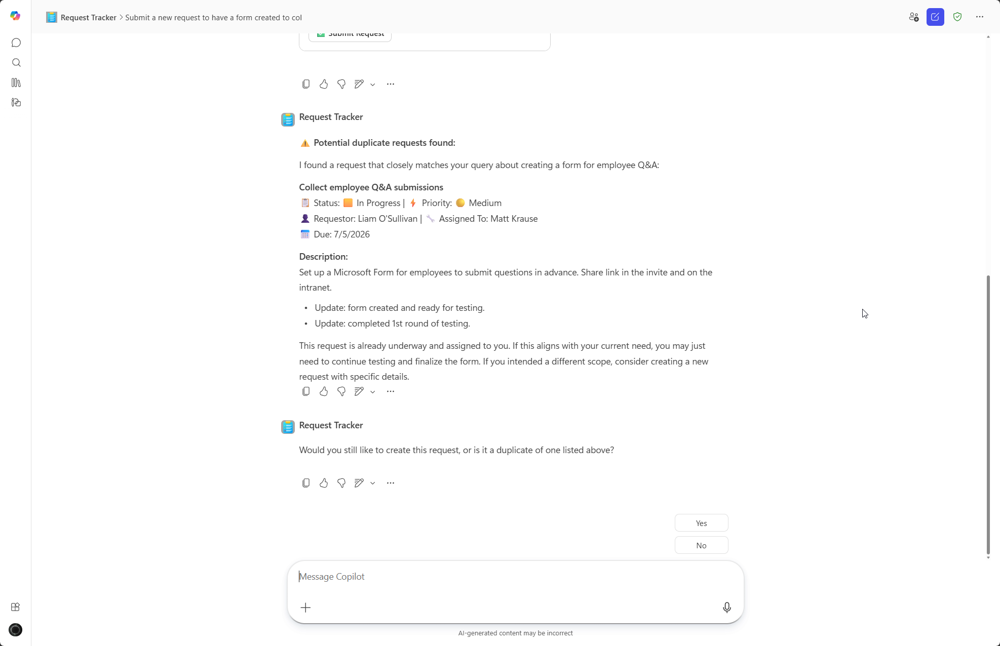 Request Tracker > Submit a new request to have a form created to col
Submit Request
Request Tracker
Potential duplicate requests found:
I found a request that closely matches your query about creating a form for employee Q&A:
Collect employee Q&A submissions
Status: In Progress | Priority: Medium
Requestor: Liam O'Sullivan | Assigned To: Matt Krause
Due: 7/5/2026
Description:
Set up a Microsoft Form for employees to submit questions in advance. Share link in the invite and on the
intranet.
• Update: form created and ready for testing.
• Update: completed 1st round of testing.
This request is already underway and assigned to you. If this aligns with your current need, you may just
need to continue testing and finalize the form. If you intended a different scope, consider creating a new
request with specific details.
Request Tracker
Would you still like to create this request, or is it a duplicate of one listed above?
Yes
No
Message Copilot
AI-generated content may be incorrect